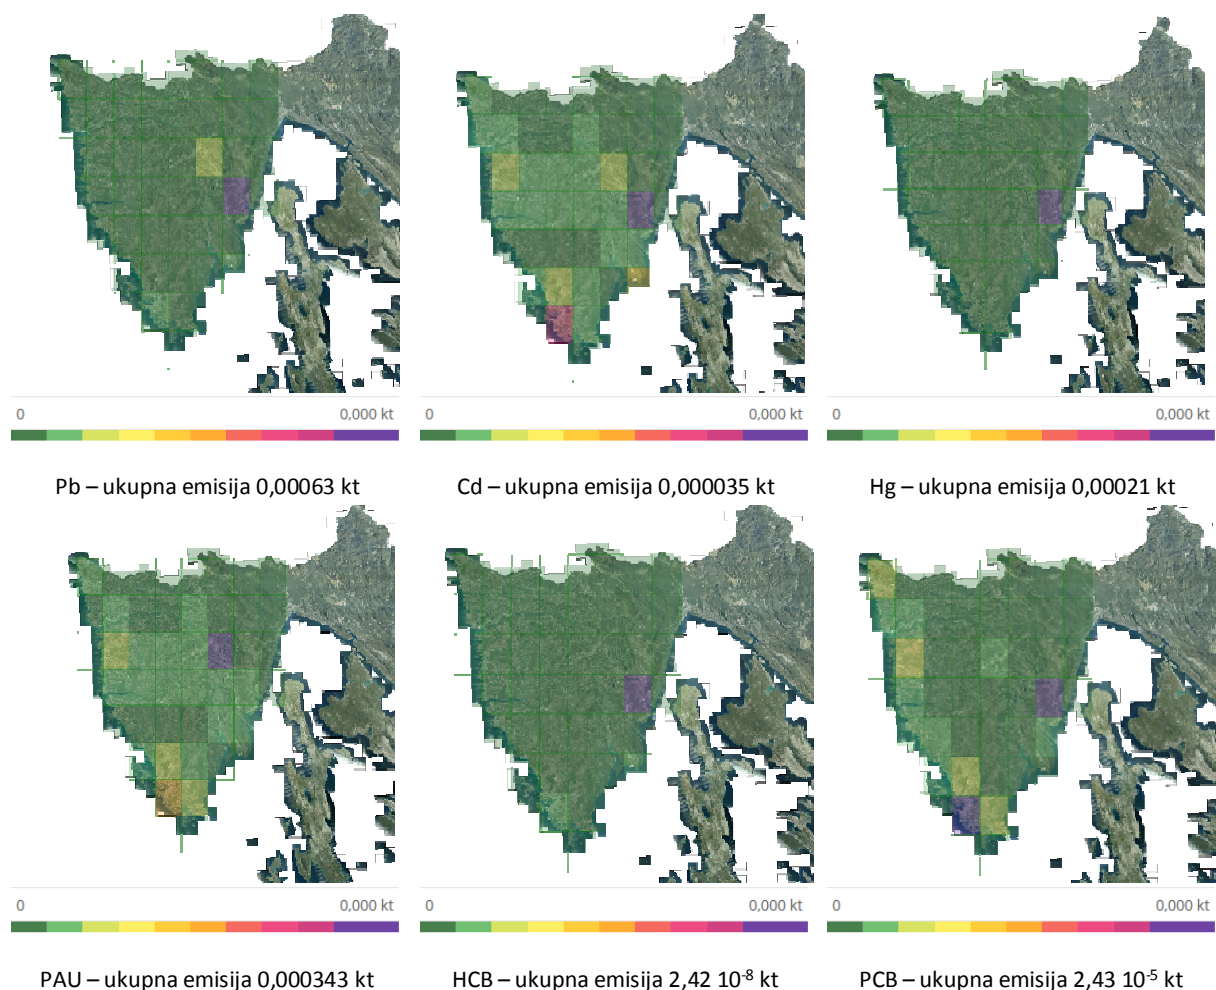 0 0,000 kt 0 0,000 kt 0 0,000 kt
Pb – ukupna emisija 0,00063 kt Cd – ukupna emisija 0,000035 kt Hg – ukupna emisija 0,00021 kt
0 0,000 kt 0 0,000 kt 0 0,000 kt
PAU – ukupna emisija 0,000343 kt HCB – ukupna emisija 2,42 10⁻⁸ kt PCB – ukupna emisija 2,43 10⁻⁵ kt